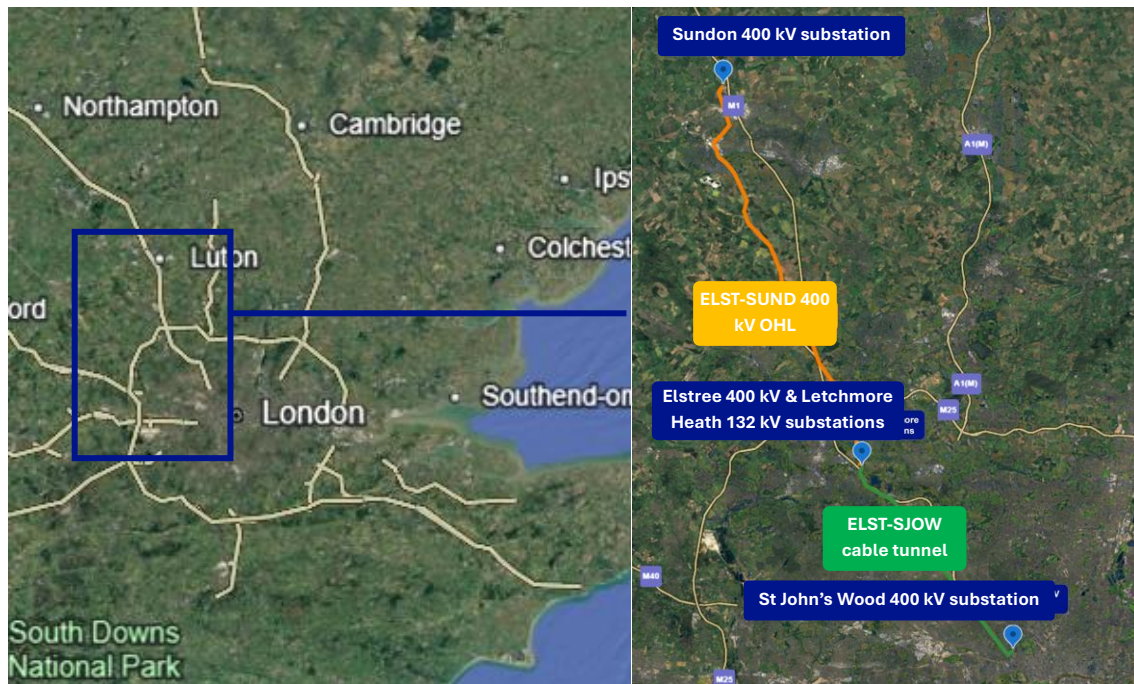 Northampton
Cambridge
Ips
Colchest
Luton
ord
Southend-on
London
South Downs
National Park
Sundon 400 kV substation
M1
A1(M)
ELST-SUND 400
kV OHL
A1(M)
M25
Elstree 400 kV & Letchmore
Heath 132 kV substations
ore
ns
ELST-SJOW
cable tunnel
M40
St John's Wood 400 kV substation
M25